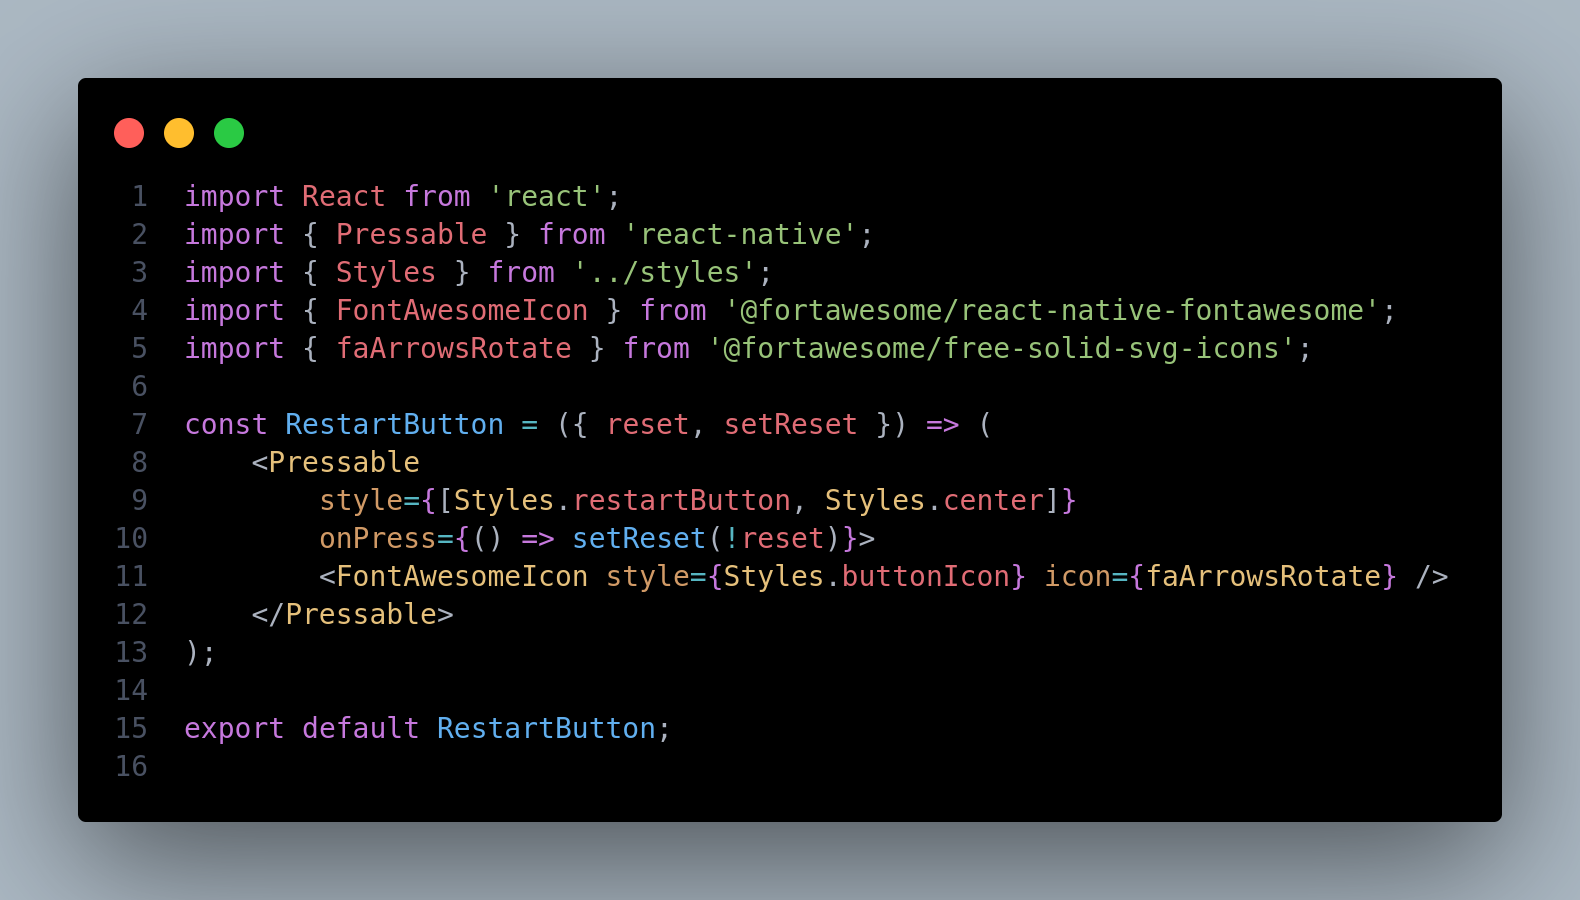 1 import React from 'react';
2 import { Pressable } from 'react-native';
3 import { Styles } from '../styles';
4 import { FontAwesomeIcon } from '@fortawesome/react-native-fontawesome';
5 import { faArrowsRotate } from '@fortawesome/free-solid-svg-icons';
6
7 const RestartButton = ({ reset, setReset }) => (
8     <Pressable
9         style={[Styles.restartButton, Styles.center]}
10         onPress={() => setReset(!reset)}>
11         <FontAwesomeIcon style={Styles.buttonIcon} icon={faArrowsRotate} />
12     </Pressable>
13 );
14
15 export default RestartButton;
16